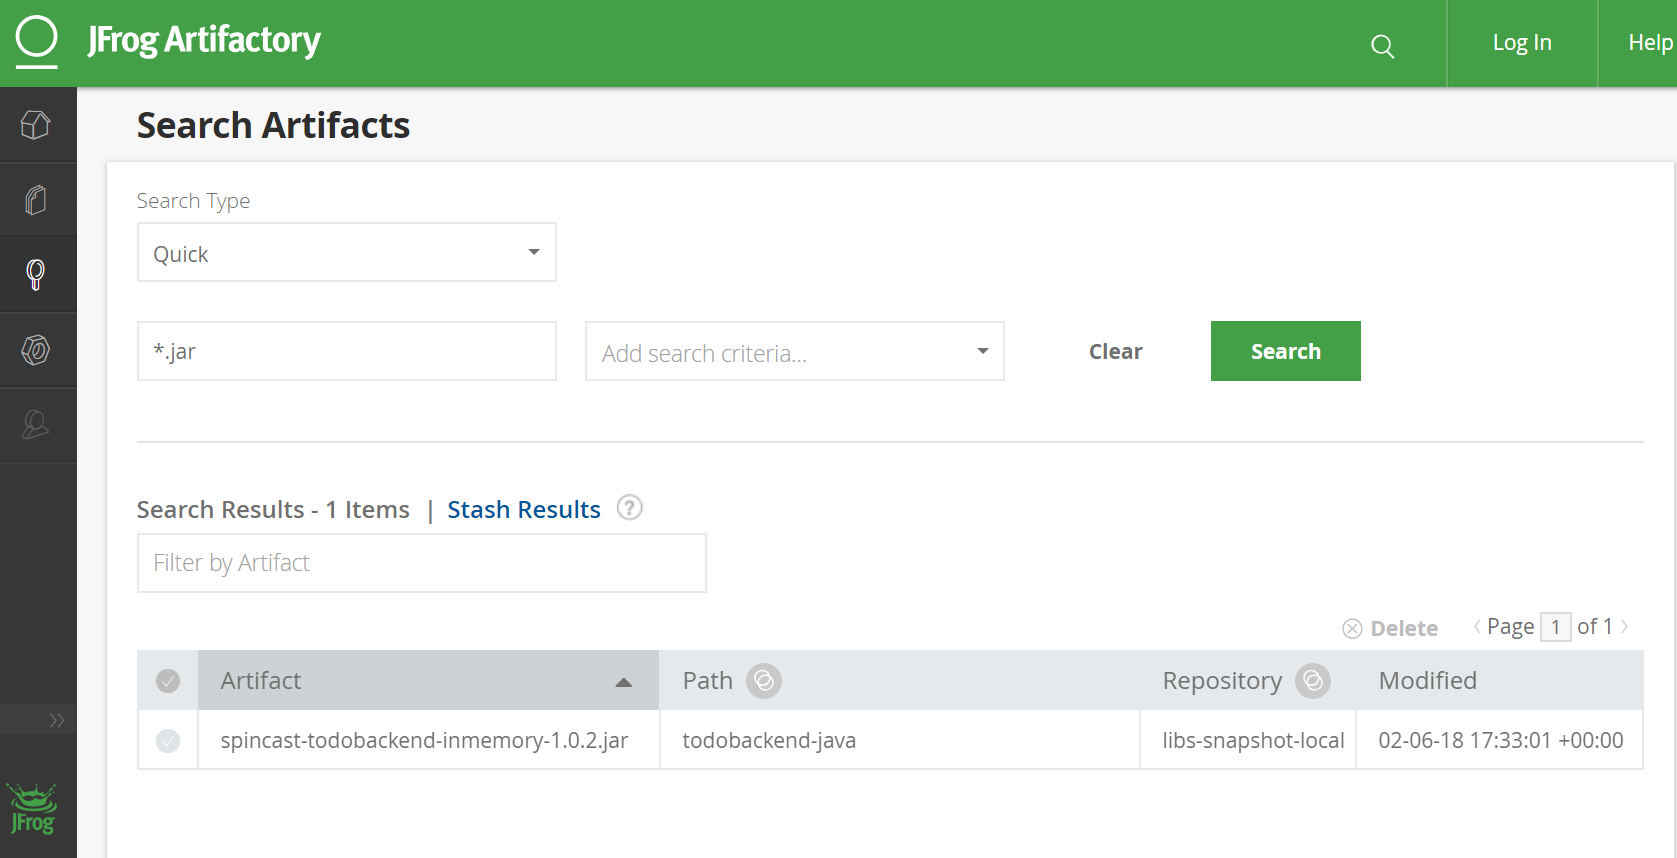 JFrog Artifactory
Log In
Help
Search Artifacts
Search Type
Quick
*.jar
Add search criteria...
Clear
Search
Search Results - 1 Items | Stash Results ?
Filter by Artifact
Delete
Page 1 of 1
Artifact Path Repository Modified
spincast-todobackend-inmemory-1.0.2.jar todobackend-java libs-snapshot-local 02-06-18 17:33:01 +00:00
JFrog